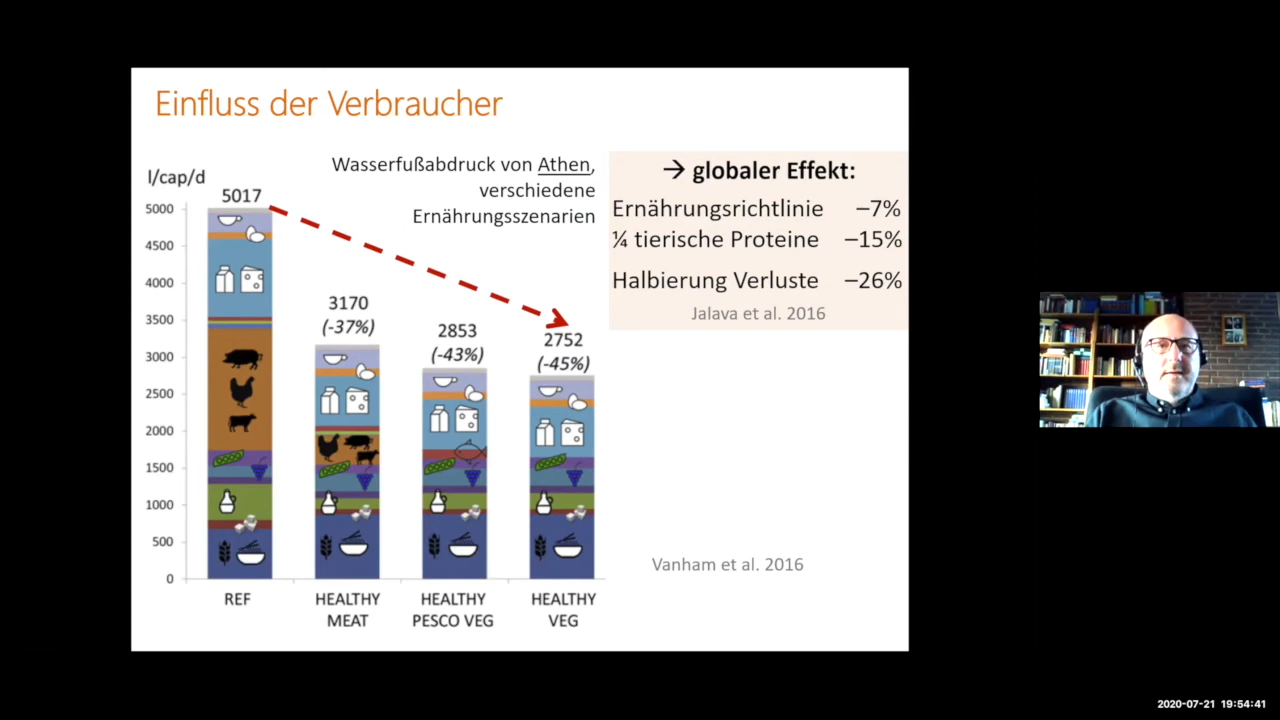 Einfluss der Verbraucher
Wasserfußabdruck von Athen,
verschiedene
Ernährungsszenarien
→ globaler Effekt:
Ernährungsrichtlinie –7%
¼ tierische Proteine –15%
Halbierung Verluste –26%
Jalava et al. 2016
l/cap/d
5017
5000
4500
4000
3500
3000
2500
2000
1500
1000
500
0
3170
(-37%)
2853
(-43%)
2752
(-45%)
REF
HEALTHY
MEAT
HEALTHY
PESCO VEG
HEALTHY
VEG
Vanham et al. 2016
2020-07-21 19:54:41